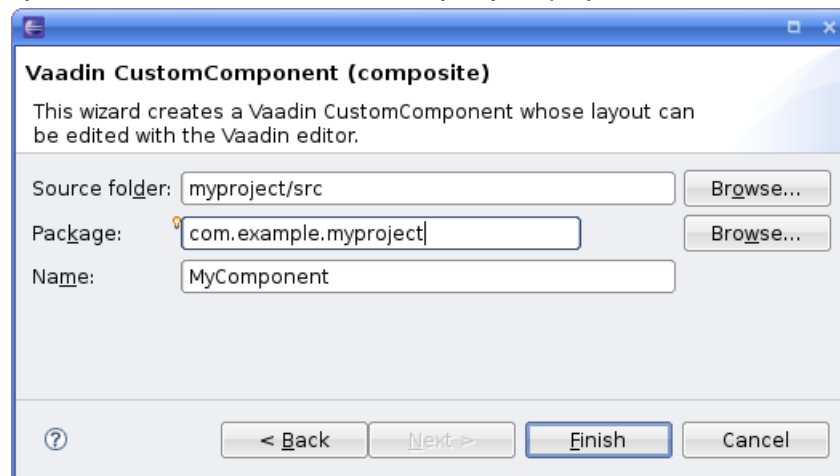 Vaadin CustomComponent (composite)
This wizard creates a Vaadin CustomComponent whose layout can
be edited with the Vaadin editor.
Source folder: myproject/src Browse...
Package: com.example.myproject Browse...
Name: MyComponent
< Back Next > Finish Cancel